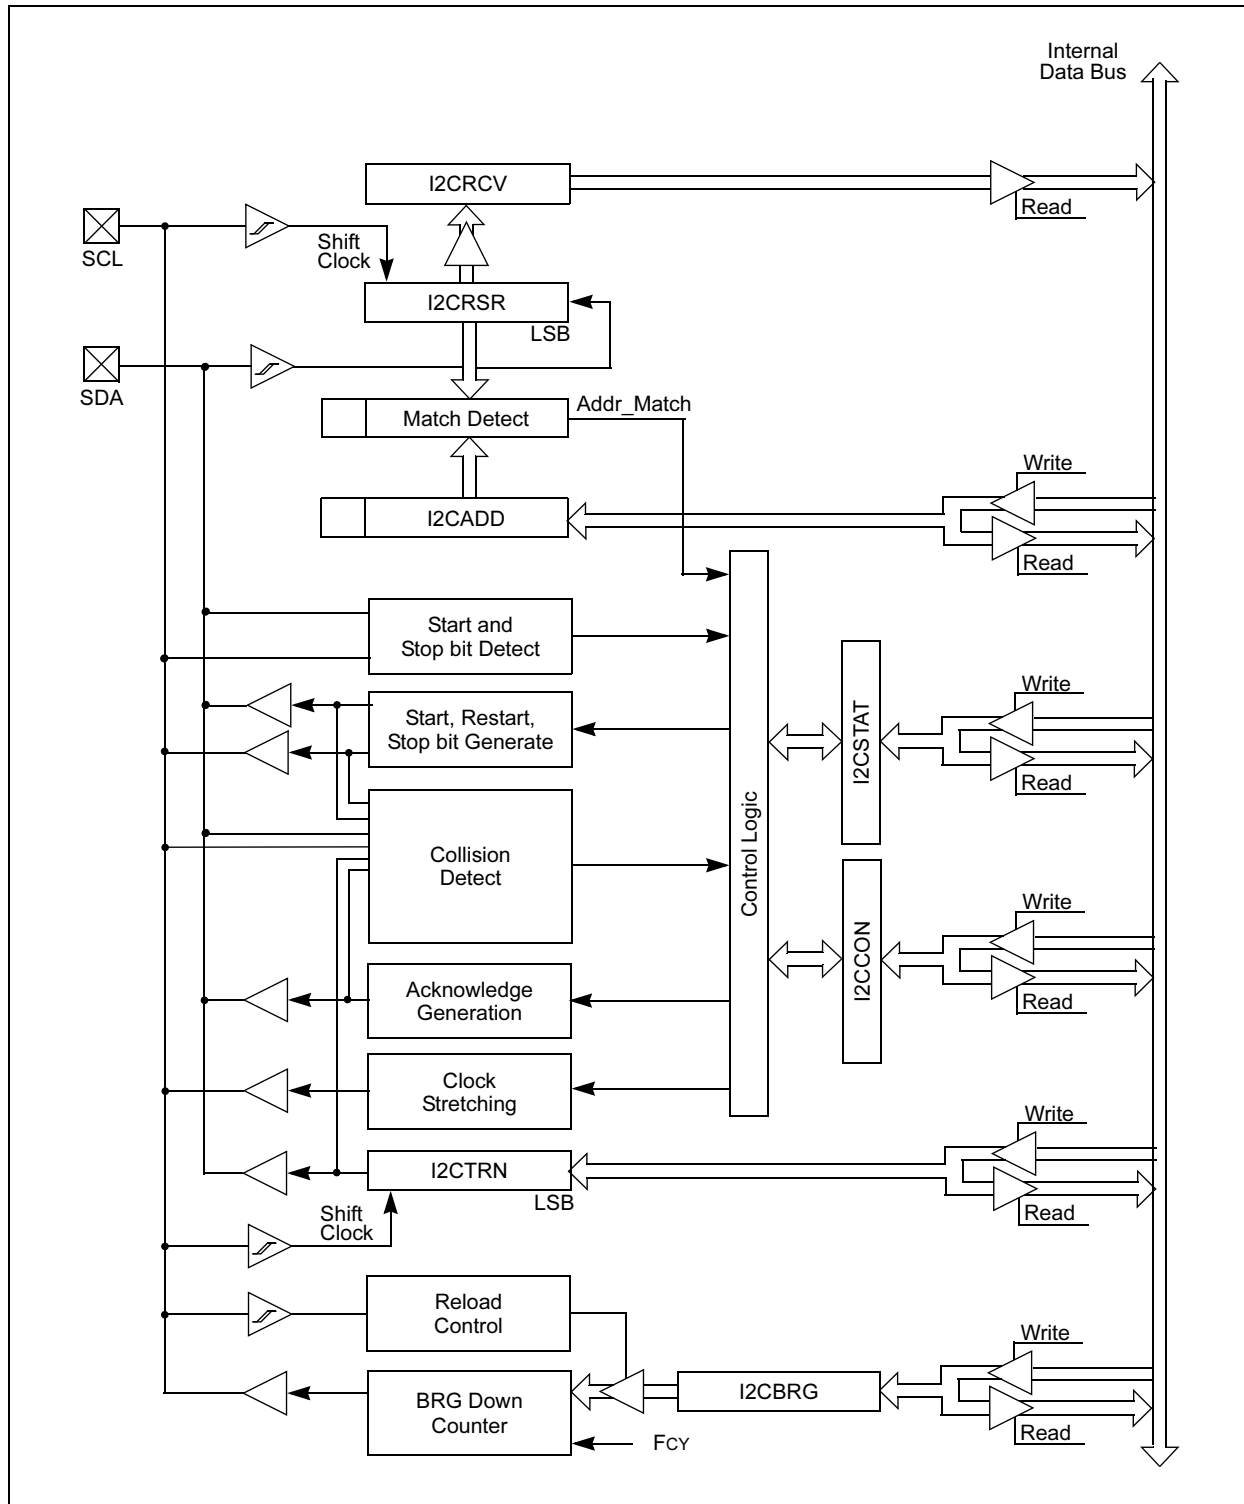 Internal
Data Bus
I2CRCV
Read
SCL
Shift
Clock
I2CRSR
LSB
SDA
Addr_Match
Match Detect
Write
I2CADD
Read
Start and
Stop bit Detect
Write
Start, Restart,
Stop bit Generate
I2CSTAT
Read
Control Logic
Collision
Detect
Write
I2CCON
Acknowledge
Generation
Read
Clock
Stretching
Write
I2CTRN
LSB
Read
Shift
Clock
Reload
Control
Write
I2CBRG
BRG Down
Counter
Read
FCY